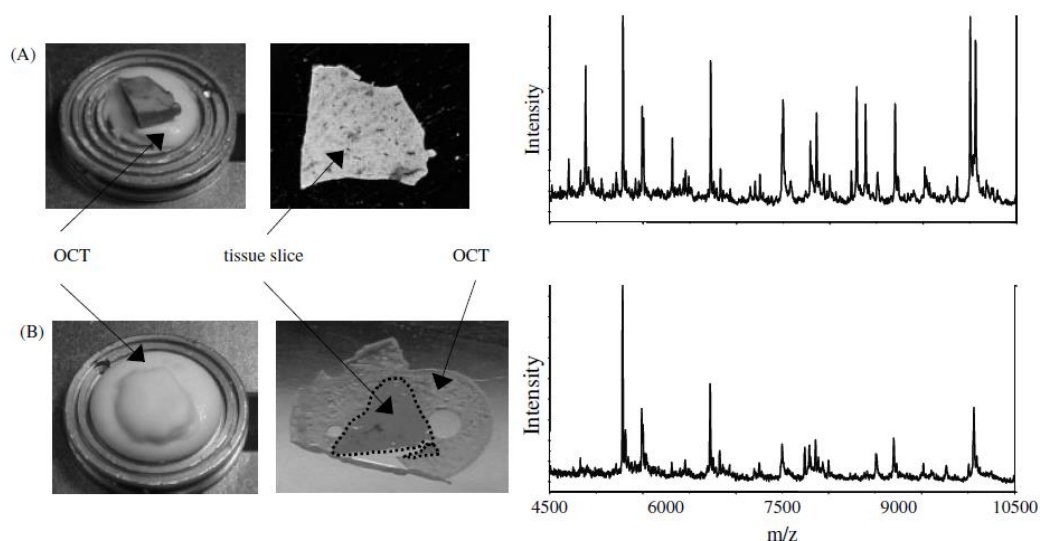 (A)
Intensity
OCT
tissue slice
OCT
(B)
Intensity
4500
6000
7500
9000
10500
m/z